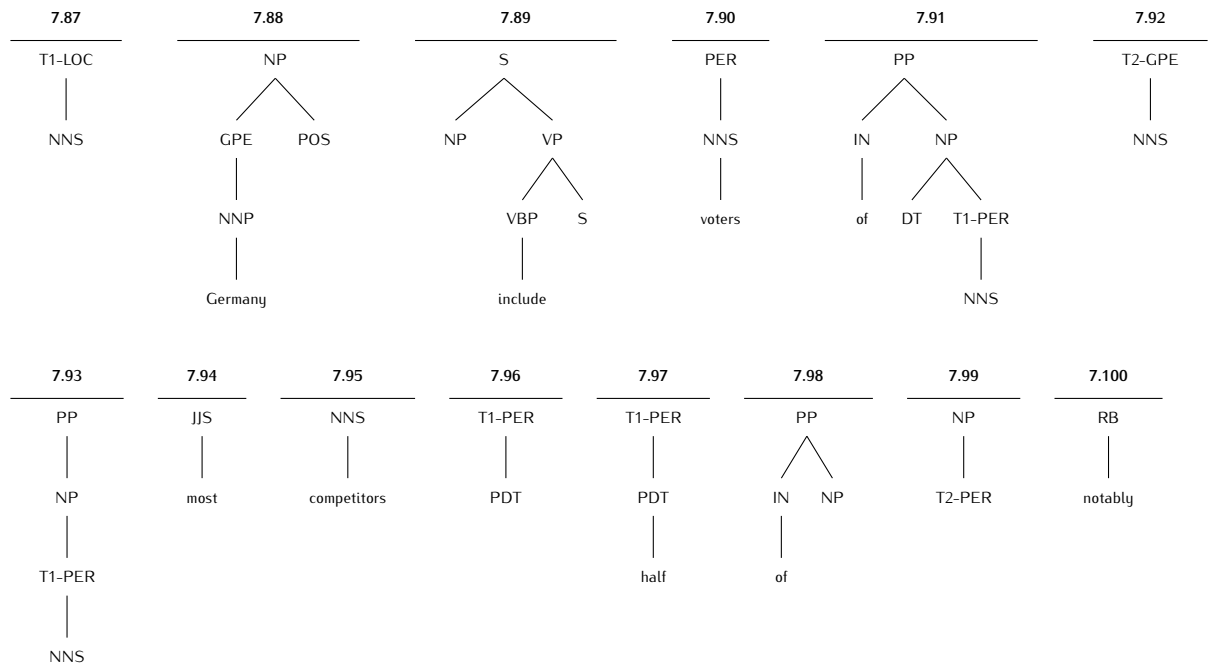 7.87 7.88 7.89 7.90 7.91 7.92
T1-LOC NP S PER PP T2-GPE
NNS GPE POS NP VP NNS IN NP NNS
NNP VBP S voters of DT T1-PER
Germany include NNS
7.93 7.94 7.95 7.96 7.97 7.98 7.99 7.100
PP JJS NNS T1-PER T1-PER PP NP RB
NP most competitors PDT PDT IN NP T2-PER notably
T1-PER half of
NNS